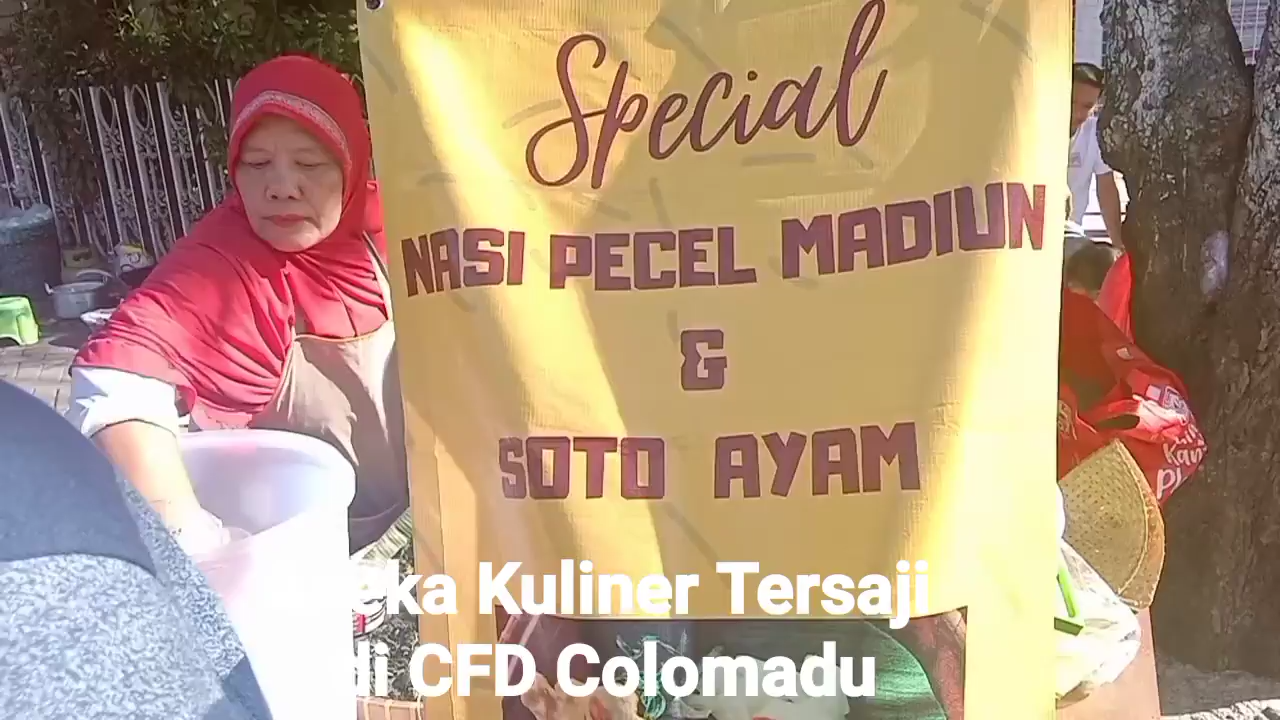 Special
NASI PECEL MADIUN
&
SOTO AYAM
Kuliner Tersaji
di CFD Colomadu